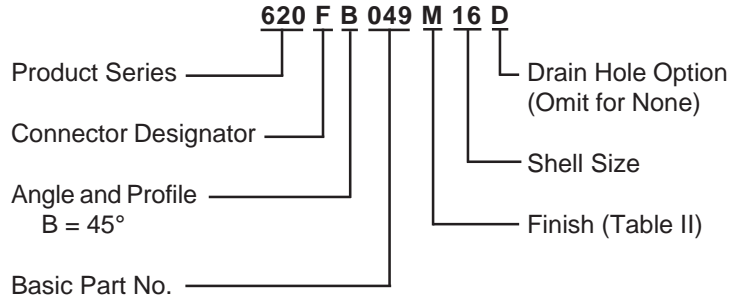 620 F B 049 M 16 D
Product Series
Connector Designator
Angle and Profile
B = 45°
Basic Part No.
Drain Hole Option
(Omit for None)
Shell Size
Finish (Table II)